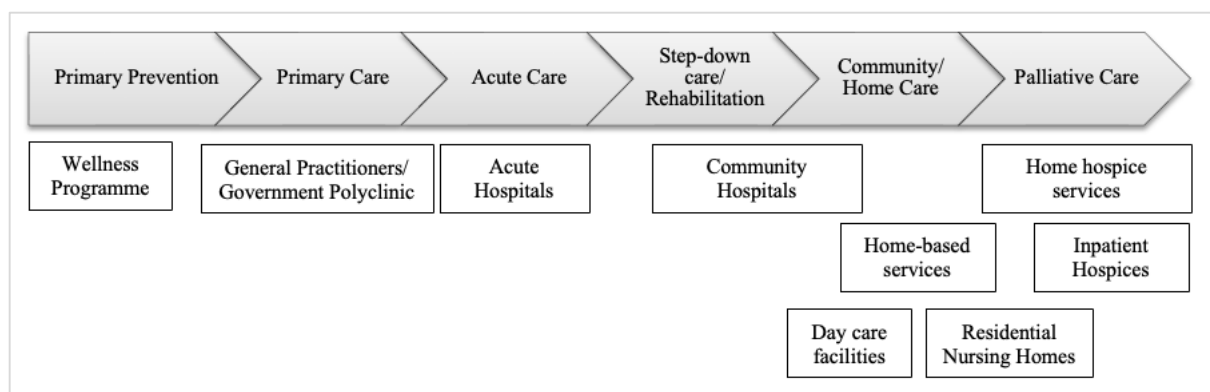 Primary Prevention
Primary Care
Acute Care
Step-down
care/
Rehabilitation
Community/
Home Care
Palliative Care
Wellness
Programme
General Practitioners/
Government Polyclinic
Acute
Hospitals
Community
Hospitals
Home hospice
services
Home-based
services
Inpatient
Hospices
Day care
facilities
Residential
Nursing Homes